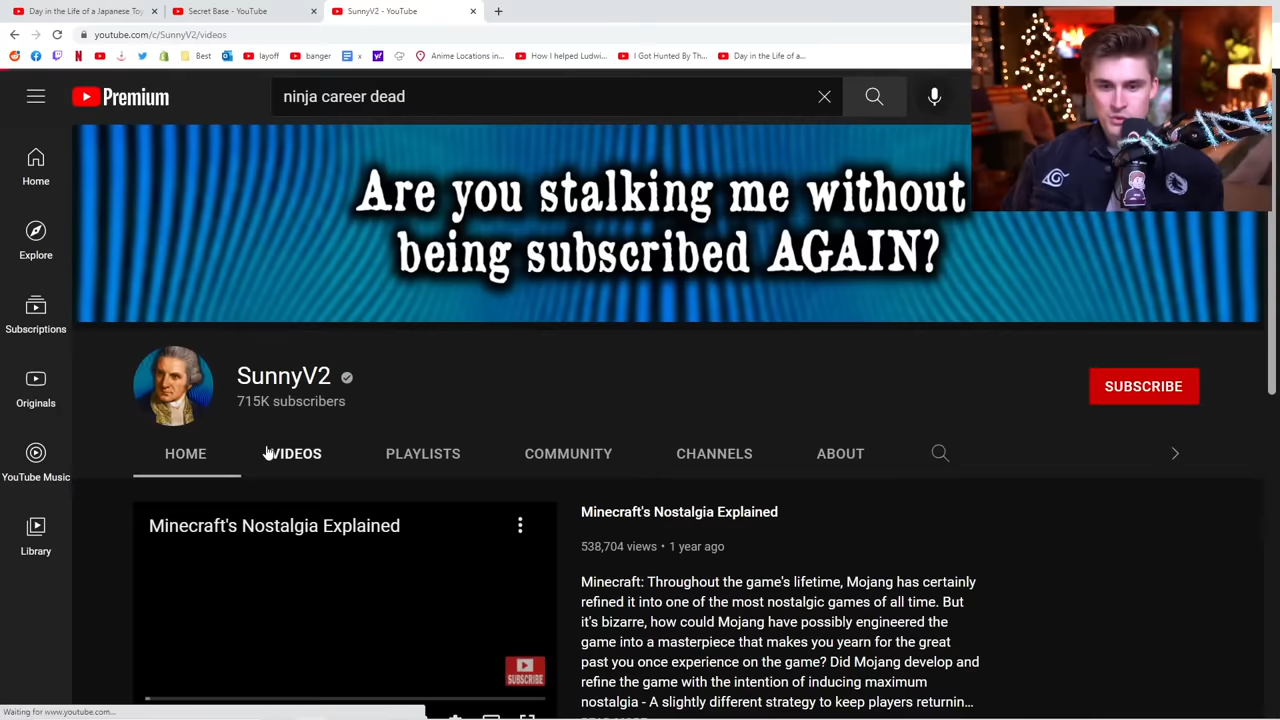 Day in the Life of a Japanese Toy
Secret Base - YouTube
SunnyV2 - YouTube
youtube.com/c/SunnyV2/videos
Best
layoff
banger
x
Anime Locations in...
How I helped Ludwi...
I Got Hunted By Th...
Day in the Life of a...
Premium
ninja career dead
Are you stalking me without
being subscribed AGAIN?
Home
Explore
Subscriptions
Originals
YouTube Music
Library
SunnyV2
715K subscribers
SUBSCRIBE
HOME
VIDEOS
PLAYLISTS
COMMUNITY
CHANNELS
ABOUT
Minecraft's Nostalgia Explained
SUBSCRIBE
Minecraft's Nostalgia Explained
538,704 views • 1 year ago
Minecraft: Throughout the game's lifetime, Mojang has certainly
refined it into one of the most nostalgic games of all time. But
it's bizarre, how could Mojang have possibly engineered the
game into a masterpiece that makes you yearn for the great
past you once experience on the game? Did Mojang develop and
refine the game with the intention of inducing maximum
nostalgia - A slightly different strategy to keep players returnin...
Waiting for www.youtube.com...